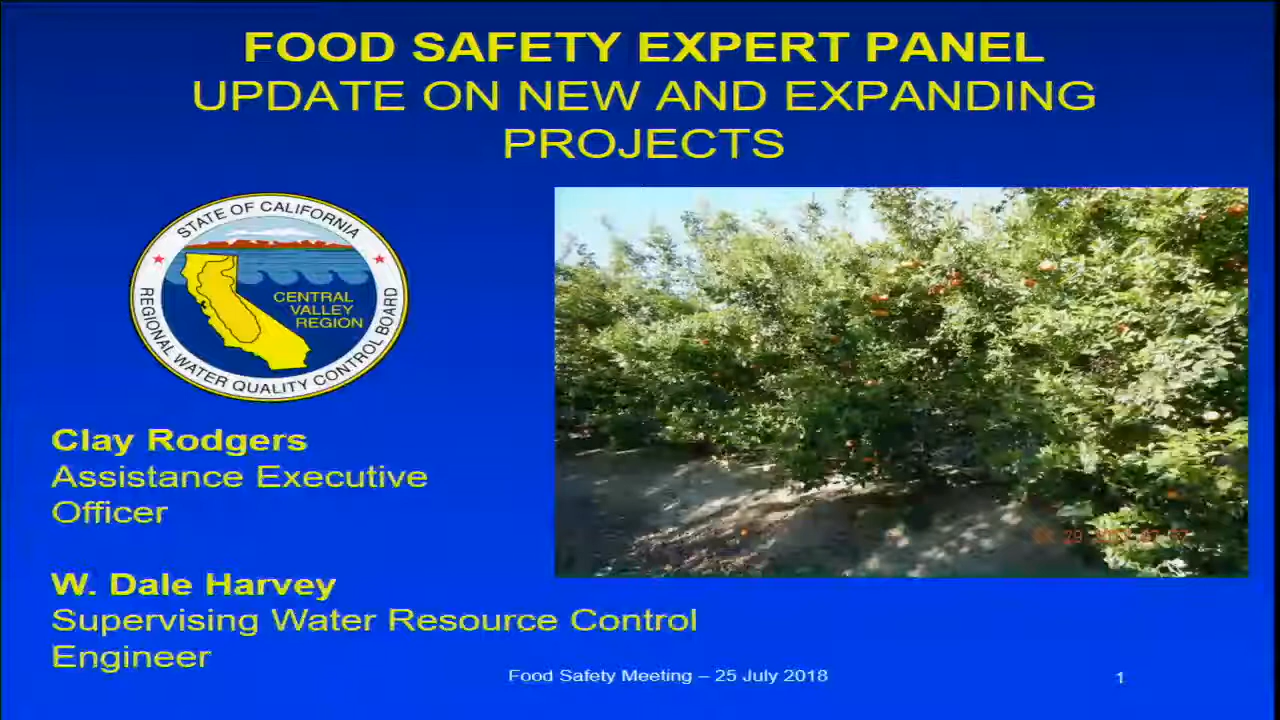 FOOD SAFETY EXPERT PANEL
UPDATE ON NEW AND EXPANDING
PROJECTS
STATE OF CALIFORNIA
REGIONAL WATER QUALITY CONTROL BOARD
CENTRAL
VALLEY
REGION
Clay Rodgers
Assistance Executive
Officer
W. Dale Harvey
Supervising Water Resource Control
Engineer
Food Safety Meeting – 25 July 2018
1